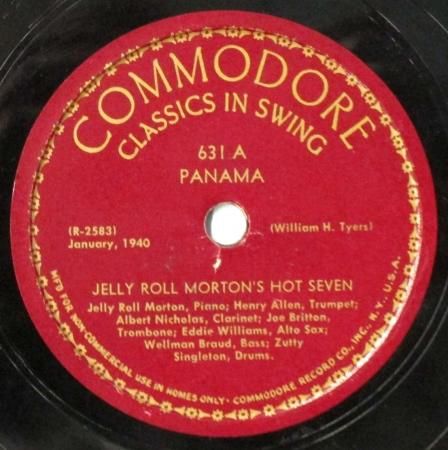 COMMODORE
CLASSICS IN SWING
631 A
PANAMA
(R-2583)
January, 1940
(William H. Tyers)
JELLY ROLL MORTON'S HOT SEVEN
Jelly Roll Morton, Piano; Henry Allen, Trumpet;
Albert Nicholas, Clarinet; Joe Britton,
Trombone; Eddie Williams, Alto Sax;
Wellman Braud, Bass; Zutty
Singleton, Drums.
MF'D FOR NON-COMMERCIAL USE IN HOMES ONLY • COMMODORE RECORD CO., INC., N.Y. U.S.A.